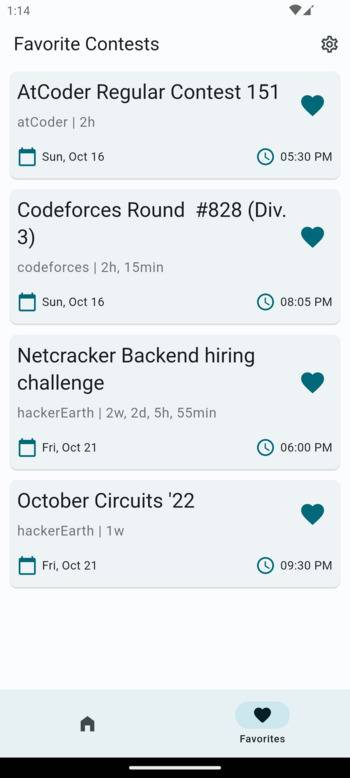 1:14
Favorite Contests
AtCoder Regular Contest 151
atCoder | 2h
Sun, Oct 16
05:30 PM
Codeforces Round  #828 (Div.
3)
codeforces | 2h, 15min
Sun, Oct 16
08:05 PM
Netcracker Backend hiring
challenge
hackerEarth | 2w, 2d, 5h, 55min
Fri, Oct 21
06:00 PM
October Circuits '22
hackerEarth | 1w
Fri, Oct 21
09:30 PM
Favorites